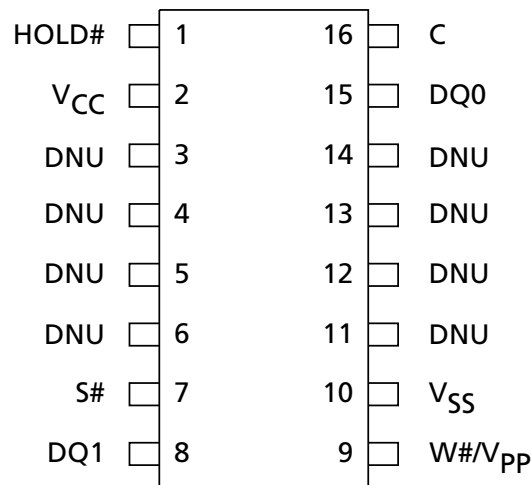 HOLD# 1 16 C
VCC 2 15 DQ0
DNU 3 14 DNU
DNU 4 13 DNU
DNU 5 12 DNU
DNU 6 11 DNU
S# 7 10 VSS
DQ1 8 9 W#/VPP